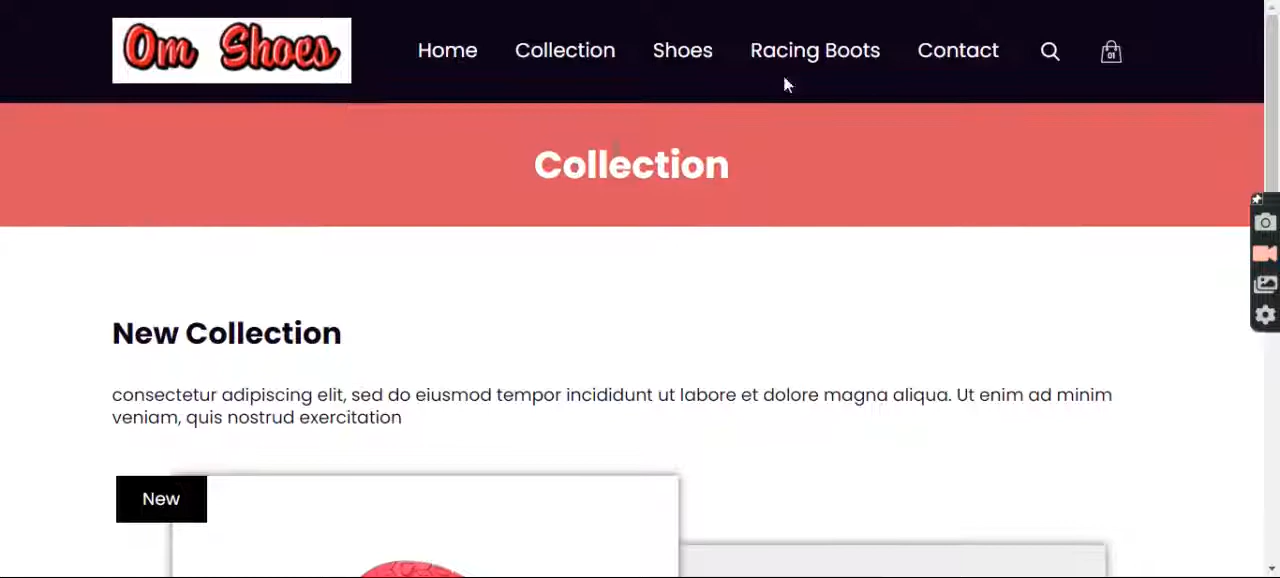 Om Shoes
Home
Collection
Shoes
Racing Boots
Contact
01
Collection
New Collection
consectetur adipiscing elit, sed do eiusmod tempor incididunt ut labore et dolore magna aliqua. Ut enim ad minim
veniam, quis nostrud exercitation
New